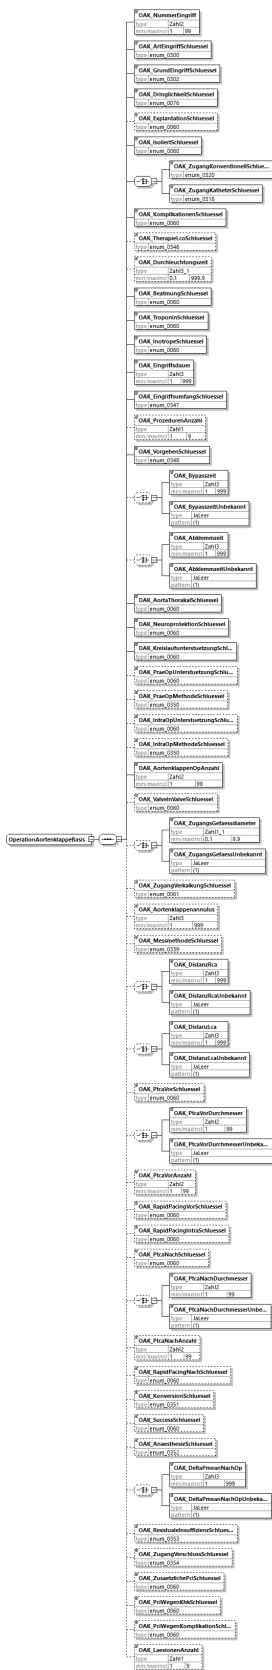 OAK_NummerEingriff
type Zahl2
min/maxIncl 1 99
OAK_ArtEingriffSchluessel
type enum_0300
OAK_GrundEingriffSchluessel
type enum_0302
OAK_DringlichkeitSchluessel
type enum_0076
OAK_ExplantationSchluessel
type enum_0060
OAK_IsoliertSchluessel
type enum_0060
OAK_ZugangKonventionellSchlue...
type enum_0320
OAK_ZugangKatheterSchluessel
type enum_0318
OAK_KomplikationenSchluessel
type enum_0060
OAK_TherapieLcoSchluessel
type enum_0346
OAK_Durchleuchtungszeit
type Zahl3_1
min/maxIncl 0.1 999.9
OAK_BeatmungSchluessel
type enum_0060
OAK_TroponinSchluessel
type enum_0060
OAK_InotropeSchluessel
type enum_0060
OAK_Eingriffsdauer
type Zahl3
min/maxIncl 1 999
OAK_EingriffsumfangSchluessel
type enum_0347
OAK_ProzedurenAnzahl
type Zahl1
min/maxIncl 1 9
OAK_VorgehenSchluessel
type enum_0348
OAK_Bypasszeit
type Zahl3
min/maxIncl 1 999
OAK_BypasszeitUnbekannt
type JaLeer
pattern (1)
OAK_Abklemmzeit
type Zahl3
min/maxIncl 1 999
OAK_AbklemmzeitUnbekannt
type JaLeer
pattern (1)
OAK_AortaThorakalSchluessel
type enum_0060
OAK_NeuroprotektionSchluessel
type enum_0060
OAK_KreislaufunterstuetzungSchl...
type enum_0060
OAK_PraeOpUnterstuetzungSchlu...
type enum_0060
OAK_PraeOpMethodeSchluessel
type enum_0350
OAK_IntraOpUnterstuetzungSchlu...
type enum_0060
OAK_IntraOpMethodeSchluessel
type enum_0350
OAK_AortenklappenOpAnzahl
type Zahl2
min/maxIncl 1 99
OAK_ValveInValveSchluessel
type enum_0060
OperationAortenklappeBasis
OAK_ZugangsGefaessdiameter
type Zahl1_1
min/maxIncl 0.1 9.9
OAK_ZugangsGefaessUnbekannt
type JaLeer
pattern (1)
OAK_ZugangVerkalkungSchluessel
type enum_0061
OAK_Aortenklappenannulus
type Zahl3
min/maxIncl 1 999
OAK_MessmethodeSchluessel
type enum_0339
OAK_DistanzRca
type Zahl3
min/maxIncl 1 999
OAK_DistanzRcaUnbekannt
type JaLeer
pattern (1)
OAK_DistanzLca
type Zahl3
min/maxIncl 1 999
OAK_DistanzLcaUnbekannt
type JaLeer
pattern (1)
OAK_PtcaVorSchluessel
type enum_0060
OAK_PtcaVorDurchmesser
type Zahl2
min/maxIncl 1 99
OAK_PtcaVorDurchmesserUnbeka...
type JaLeer
pattern (1)
OAK_PtcaVorAnzahl
type Zahl2
min/maxIncl 1 99
OAK_RapidPacingVorSchluessel
type enum_0060
OAK_RapidPacingIntraSchluessel
type enum_0060
OAK_PtcaNachSchluessel
type enum_0060
OAK_PtcaNachDurchmesser
type Zahl2
min/maxIncl 1 99
OAK_PtcaNachDurchmesserUnbe...
type JaLeer
pattern (1)
OAK_PtcaNachAnzahl
type Zahl2
min/maxIncl 1 99
OAK_RapidPacingNachSchluessel
type enum_0060
OAK_KonversionSchluessel
type enum_0351
OAK_SuccessSchluessel
type enum_0060
OAK_AnaesthesieSchluessel
type enum_0352
OAK_DeltaPmeanNachOp
type Zahl3
min/maxIncl 1 999
OAK_DeltaPmeanNachOpUnbeka...
type JaLeer
pattern (1)
OAK_ResidualeInsuffizienzSchlues...
type enum_0353
OAK_ZugangVerschlussSchluessel
type enum_0354
OAK_ZusaetzlichePciSchluessel
type enum_0060
OAK_PciWegenKhkSchluessel
type enum_0060
OAK_PciWegenKomplikationSchl...
type enum_0060
OAK_LaesionenAnzahl
type Zahl1
min/maxIncl 1 9